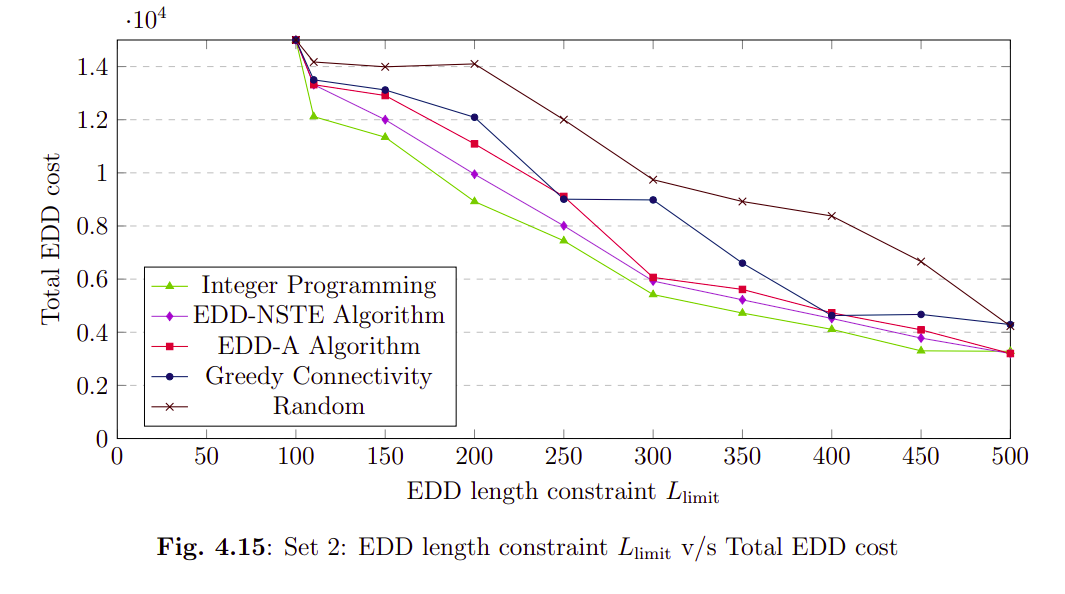 ·10⁴
1.4
1.2
1
0.8
0.6
0.4
0.2
0
Total EDD cost
Integer Programming
EDD-NSTE Algorithm
EDD-A Algorithm
Greedy Connectivity
Random
0 50 100 150 200 250 300 350 400 450 500
EDD length constraint L_limit
Fig. 4.15: Set 2: EDD length constraint L_limit v/s Total EDD cost